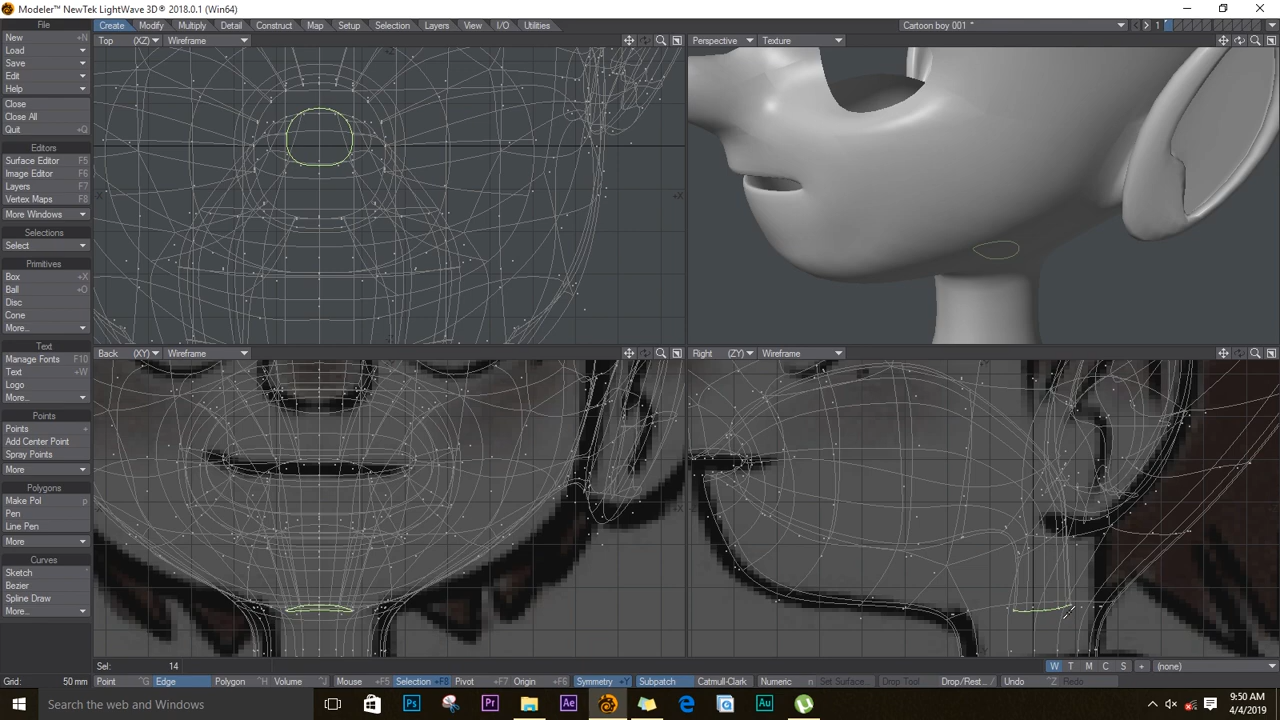 Modeler™ NewTek LightWave 3D® 2018.0.1 (Win64)
File Create Modify Multiply Detail Construct Map Setup Selection Layers View I/O Utilities Cartoon boy 001 * 1
New +N
Load
Save
Edit
Help
Close
Close All
Quit +Q
Editors
Surface Editor F5
Image Editor F6
Layers F7
Vertex Maps F8
More Windows
Selections
Select
Primitives
Box +X
Ball +O
Disc
Cone
More...
Text
Manage Fonts F10
Text +W
Logo
More...
Points
Points +
Add Center Point
Spray Points
More
Polygons
Make Pol p
Pen
Line Pen
More
Curves
Sketch
Bezier
Spline Draw
More...
Top (XZ) Wireframe
Perspective Texture
Back (XY) Wireframe
Right (ZY) Wireframe
Sel: 14 W T M C S + (none)
Grid: 50 mm Point ^G Edge Polygon ^H Volume ^J Mouse +F5 Selection +F8 Pivot +F7 Origin +F6 Symmetry +Y Subpatch Catmull-Clark Numeric n Set Surface... Drop Tool Drop/Rest.. / Undo ^Z Redo
Search the web and Windows
9:50 AM
4/4/2019